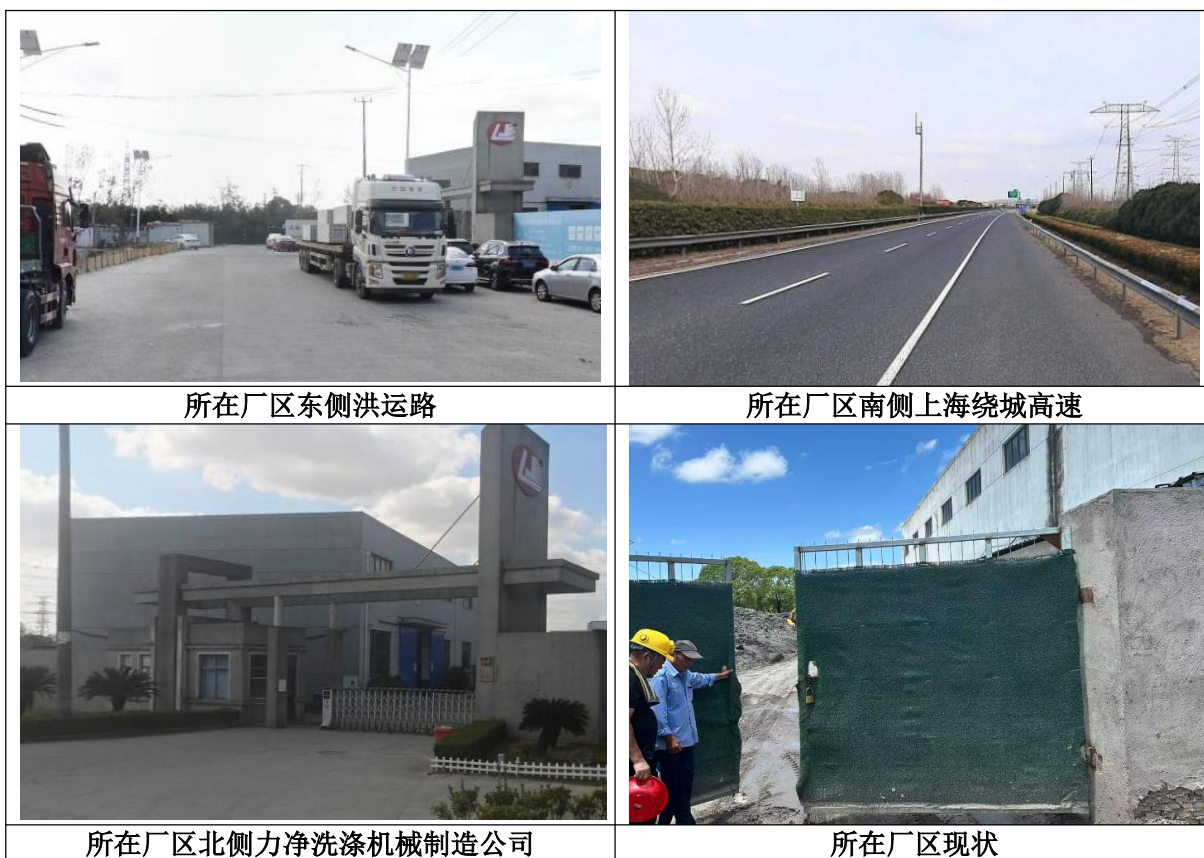 所在厂区东侧洪运路
所在厂区南侧上海绕城高速
所在厂区北侧力净洗涤机械制造公司
所在厂区现状